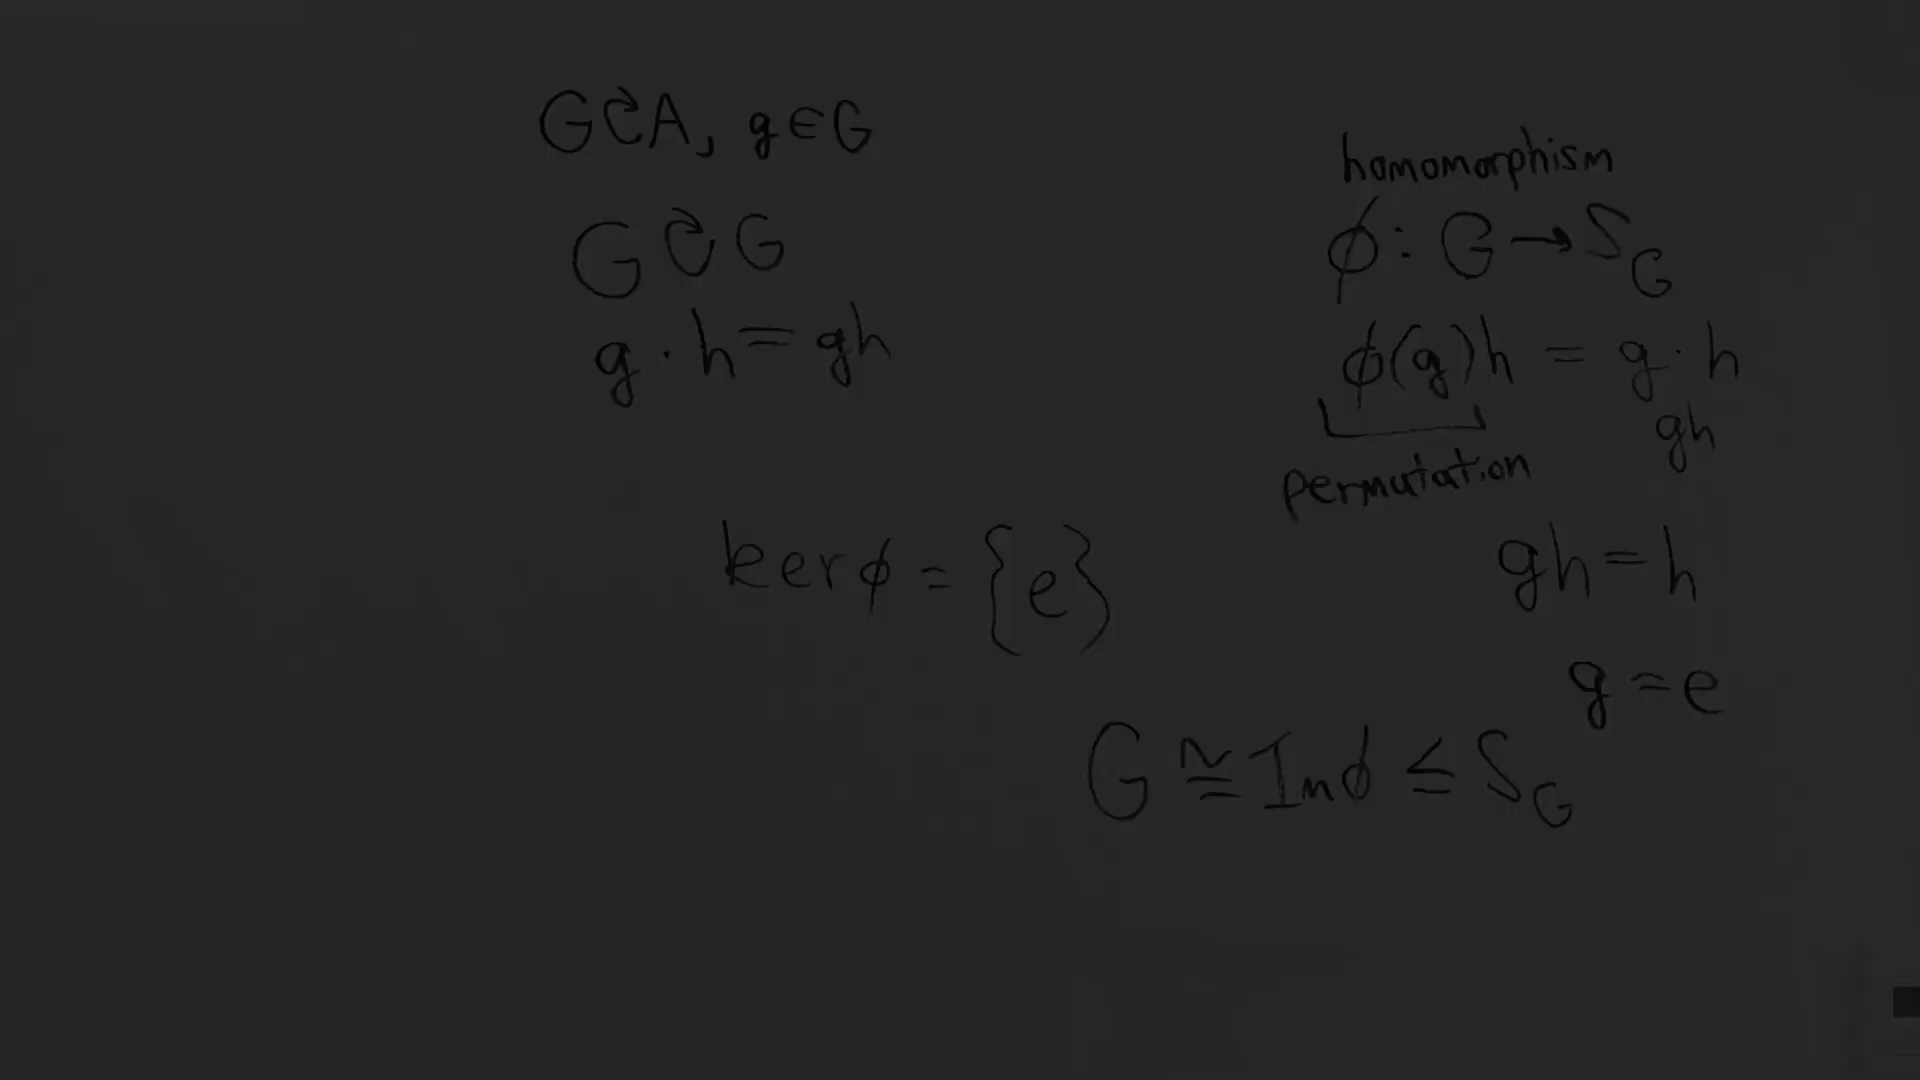 G↻A, g∈G
G↻G
g · h = gh
homomorphism
ϕ : G → S_G
ϕ(g)h = g · h
gh
permutation
ker ϕ = {e}
gh = h
g = e
G ≅ Im ϕ ≤ S_G